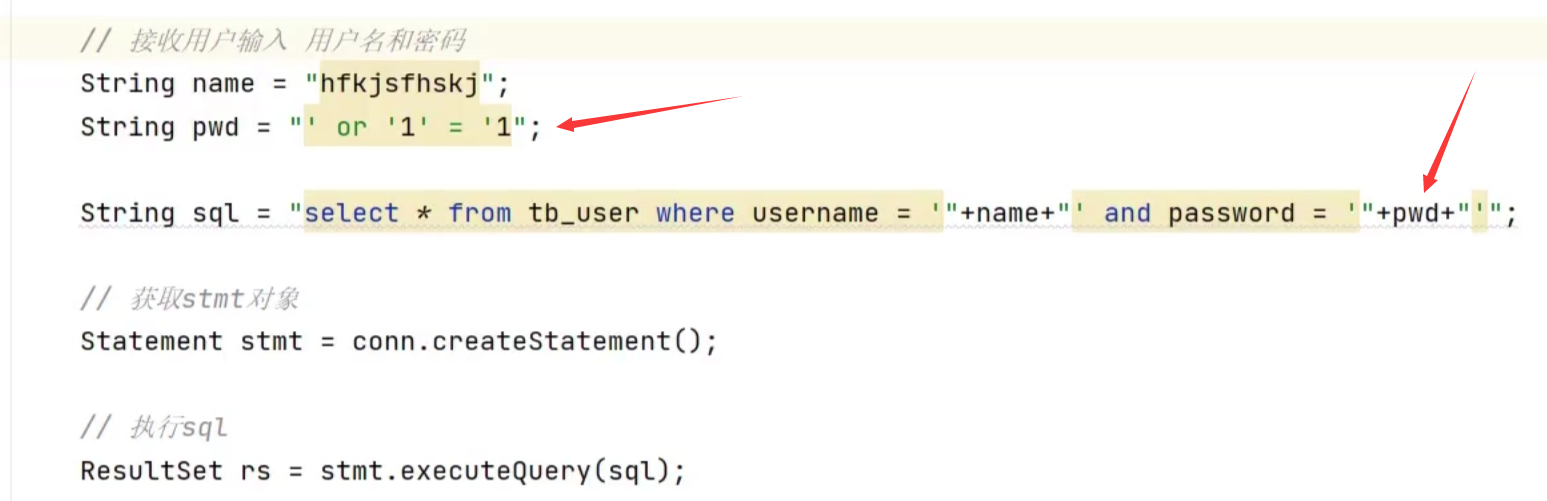 // 接收用户输入 用户名和密码
String name = "hfkjsfhskj";
String pwd = "' or '1' = '1";
String sql = "select * from tb_user where username = '"+name+"' and password = '"+pwd+"'";
// 获取stmt对象
Statement stmt = conn.createStatement();
// 执行sql
ResultSet rs = stmt.executeQuery(sql);